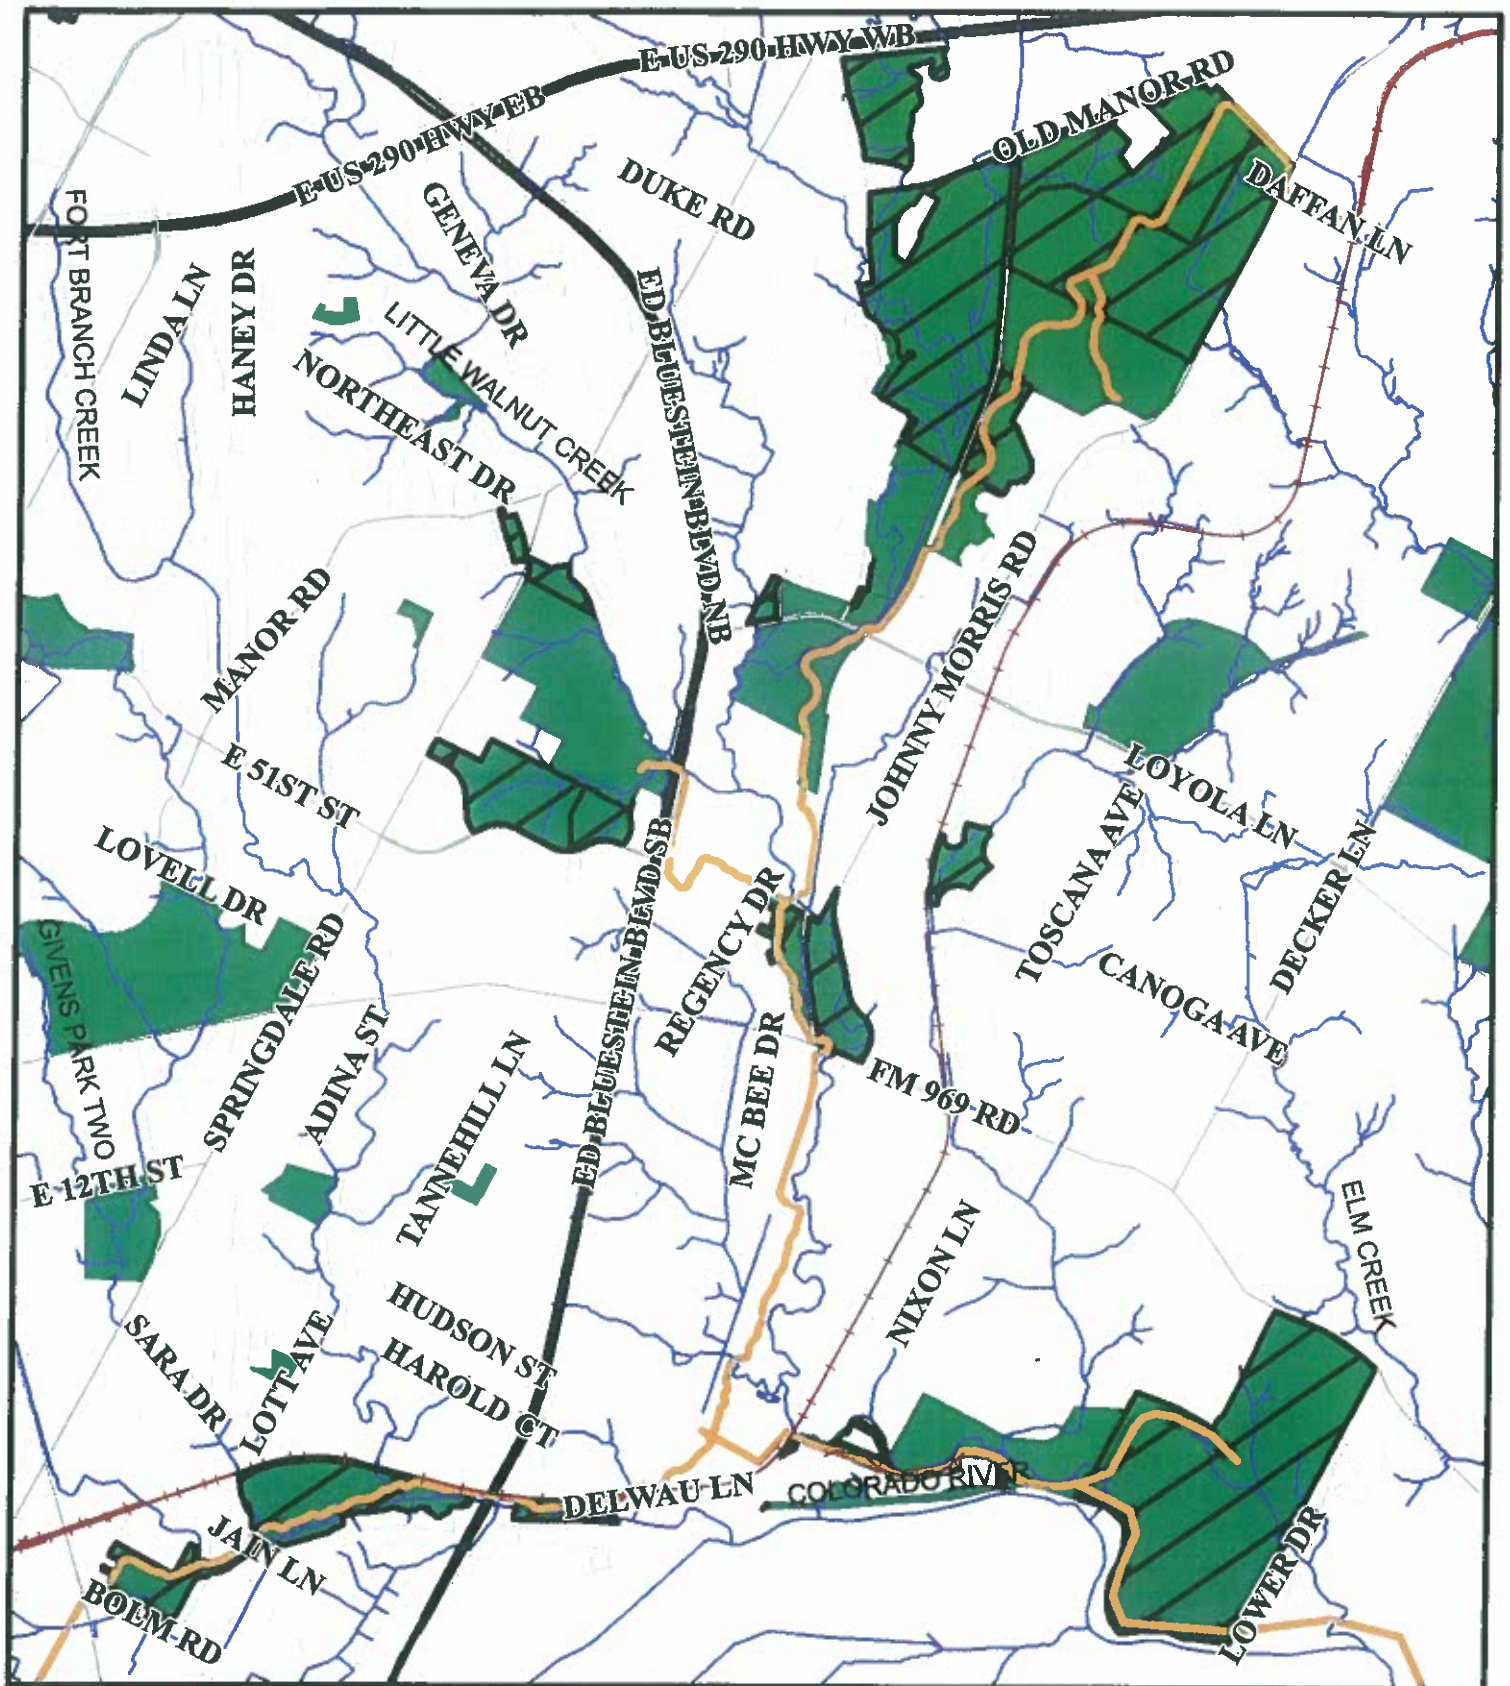 E US 290 HWY WB
OLD MANOR RD
E US 290 HWY EB
DUKE RD
DAFFAN LN
FORT BRANCH CREEK
GENEVA DR
LINDA LN
HANEY DR
ED BLUESTEIN BLVD NB
LITTLE WALNUT CREEK
NORTHEAST DR
MANOR RD
JOHNNY MORRIS RD
E 51ST ST
LOYOLA LN
TOSCANA AVE
LOVELL DR
DECKER LN
ED BLUESTEIN BLVD SB
REGENCY DR
GIVENS PARK TWO
SPRINGDALE RD
CANOGA AVE
ADINA ST
TANNEHILL LN
MC BEE DR
FM 969 RD
E 12TH ST
ELM CREEK
NIXON LN
HUDSON ST
SARA DR
LOTT AVE
HAROLD CT
DELWAU LN
COLORADO RIVER
JAIN LN
LOWER DR
BOLM RD